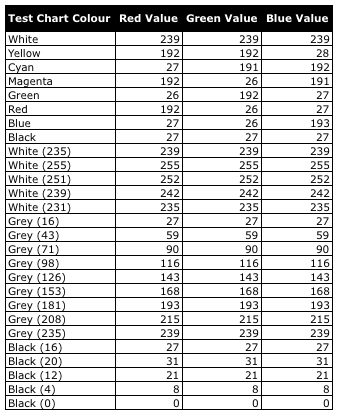 Test Chart Colour Red Value Green Value Blue Value
White 239 239 239
Yellow 192 192 28
Cyan 27 191 192
Magenta 192 26 191
Green 26 192 27
Red 192 26 27
Blue 27 26 193
Black 27 27 27
White (235) 239 239 239
White (255) 255 255 255
White (251) 252 252 252
White (239) 242 242 242
White (231) 235 235 235
Grey (16) 27 27 27
Grey (43) 59 59 59
Grey (71) 90 90 90
Grey (98) 116 116 116
Grey (126) 143 143 143
Grey (153) 168 168 168
Grey (181) 193 193 193
Grey (208) 215 215 215
Grey (235) 239 239 239
Black (16) 27 27 27
Black (20) 31 31 31
Black (12) 21 21 21
Black (4) 8 8 8
Black (0) 0 0 0